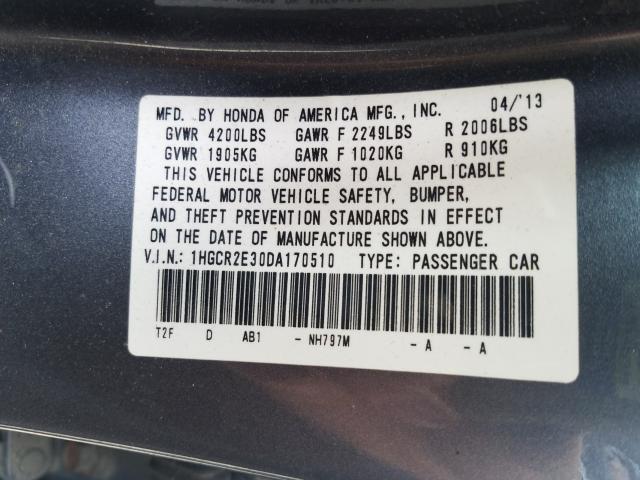 MFD. BY HONDA OF AMERICA MFG., INC. 04/'13
GVWR 4200LBS GAWR F 2249LBS R 2006LBS
GVWR 1905KG GAWR F 1020KG R 910KG
THIS VEHICLE CONFORMS TO ALL APPLICABLE
FEDERAL MOTOR VEHICLE SAFETY, BUMPER,
AND THEFT PREVENTION STANDARDS IN EFFECT
ON THE DATE OF MANUFACTURE SHOWN ABOVE.
V.I.N.: 1HGCR2E30DA170510 TYPE: PASSENGER CAR
T2F D AB1 - NH797M - A - A